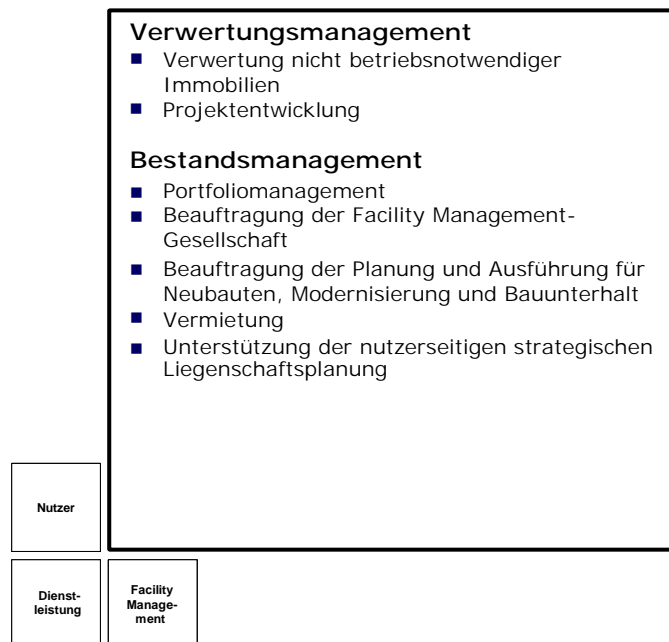 Verwertungsmanagement
Verwertung nicht betriebsnotwendiger
Immobilien
Projektentwicklung
Bestandsmanagement
Portfoliomanagement
Beauftragung der Facility Management-
Gesellschaft
Beauftragung der Planung und Ausführung für
Neubauten, Modernisierung und Bauunterhalt
Vermietung
Unterstützung der nutzerseitigen strategischen
Liegenschaftsplanung
Nutzer
Dienst-
leistung
Facility
Manage-
ment